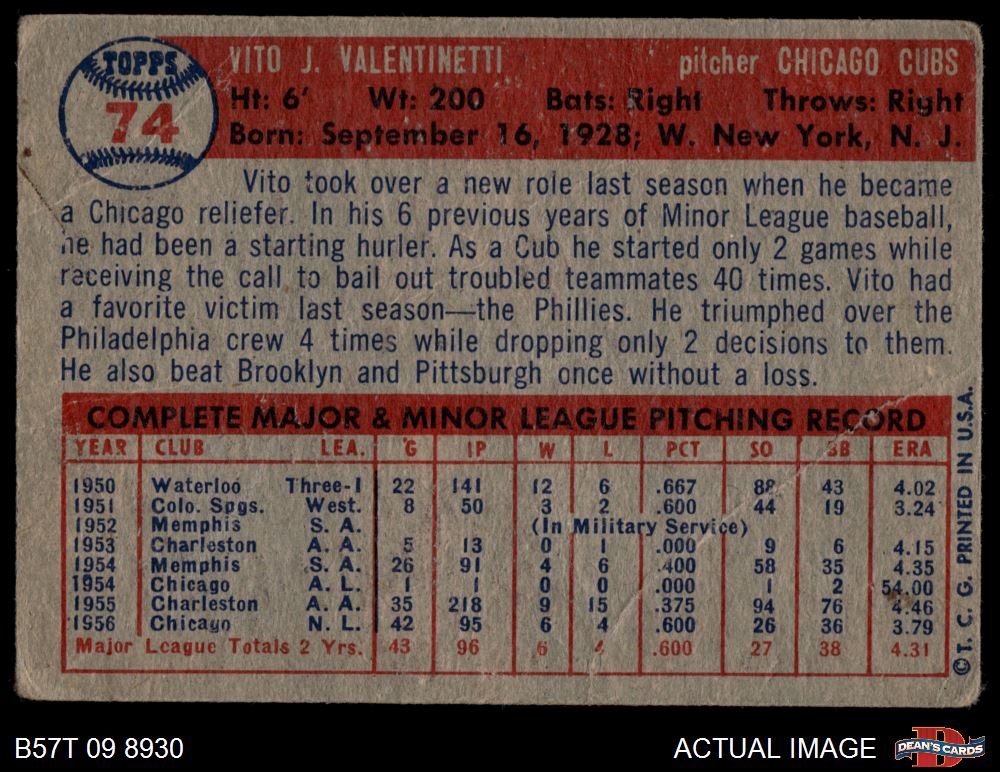 TOPPS
74
VITO J. VALENTINETTI pitcher CHICAGO CUBS
Ht: 6' Wt: 200 Bats: Right Throws: Right
Born: September 16, 1928; W. New York, N. J.
Vito took over a new role last season when he became
a Chicago reliefer. In his 6 previous years of Minor League baseball,
he had been a starting hurler. As a Cub he started only 2 games while
receiving the call to bail out troubled teammates 40 times. Vito had
a favorite victim last season—the Phillies. He triumphed over the
Philadelphia crew 4 times while dropping only 2 decisions to them.
He also beat Brooklyn and Pittsburgh once without a loss.
COMPLETE MAJOR & MINOR LEAGUE PITCHING RECORD
YEAR CLUB LEA. G IP W L PCT SO BB ERA
1950 Waterloo Three-I 22 141 12 6 .667 88 43 4.02
1951 Colo. Spgs. West. 8 50 3 2 .600 44 19 3.24
1952 Memphis S. A. (In Military Service)
1953 Charleston A. A. 5 13 0 1 .000 9 6 4.15
1954 Memphis S. A. 26 91 4 6 .400 58 35 4.35
1954 Chicago A. L. 1 1 0 0 .000 1 2 54.00
1955 Charleston A. A. 35 218 9 15 .375 94 76 4.46
1956 Chicago N. L. 42 95 6 4 .600 26 36 3.79
Major League Totals 2 Yrs. 43 96 6 4 .600 27 38 4.31
© T. C. G. PRINTED IN U.S.A.
B57T 09 8930 ACTUAL IMAGE DEAN'S CARDS